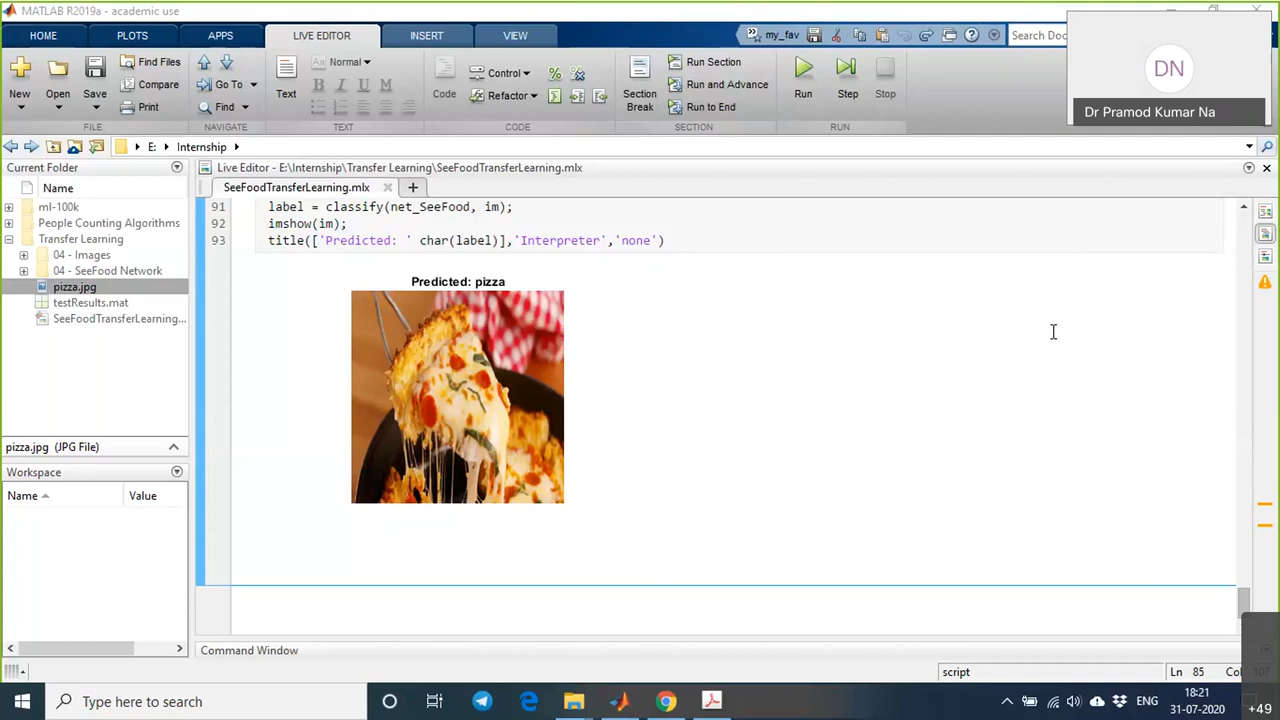 MATLAB R2019a - academic use
HOME PLOTS APPS LIVE EDITOR INSERT VIEW my_fav Search Doc
DN
Dr Pramod Kumar Na
Find Files Normal Control Run Section
New Open Save Compare Go To Text B I U M Code Refactor Section Break Run and Advance Run Step Stop
Print Find Run to End
FILE NAVIGATE TEXT CODE SECTION RUN
E: Internship
Current Folder
Live Editor - E:\Internship\Transfer Learning\SeeFoodTransferLearning.mlx
Name
SeeFoodTransferLearning.mlx
ml-100k
People Counting Algorithms
Transfer Learning
04 - Images
04 - SeeFood Network
pizza.jpg
testResults.mat
SeeFoodTransferLearning...
91 label = classify(net_SeeFood, im);
92 imshow(im);
93 title(['Predicted: ' char(label)],'Interpreter','none')
Predicted: pizza
pizza.jpg (JPG File)
Workspace
Name Value
Command Window
script Ln 85 Co
Type here to search
ENG
18:21
31-07-2020
+49